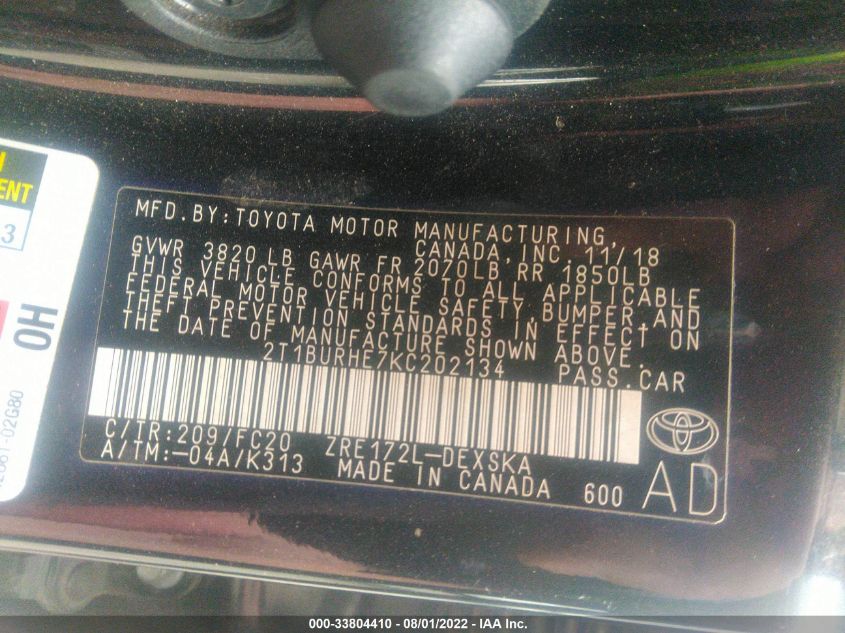 MFD.BY:TOYOTA MOTOR MANUFACTURING,
CANADA,INC. 11/18
GVWR 3820 LB GAWR FR 2070LB RR 1850LB
THIS VEHICLE CONFORMS TO ALL APPLICABLE
FEDERAL MOTOR VEHICLE SAFETY,BUMPER,AND
THEFT PREVENTION STANDARDS IN EFFECT ON
THE DATE OF MANUFACTURE SHOWN ABOVE.
2T1BURHE7KC202134 PASS.CAR
C/TR:209/FC20 ZRE172L-DEXSKA
A/TM:-04A/K313 MADE IN CANADA 600 AD
3
HO
-02G80
000-33804410 - 08/01/2022 - IAA Inc.